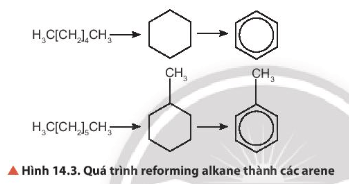 H₃C[CH₂]₄CH₃
CH₃
CH₃
H₃C[CH₂]₅CH₃
▲ Hình 14.3. Quá trình reforming alkane thành các arene